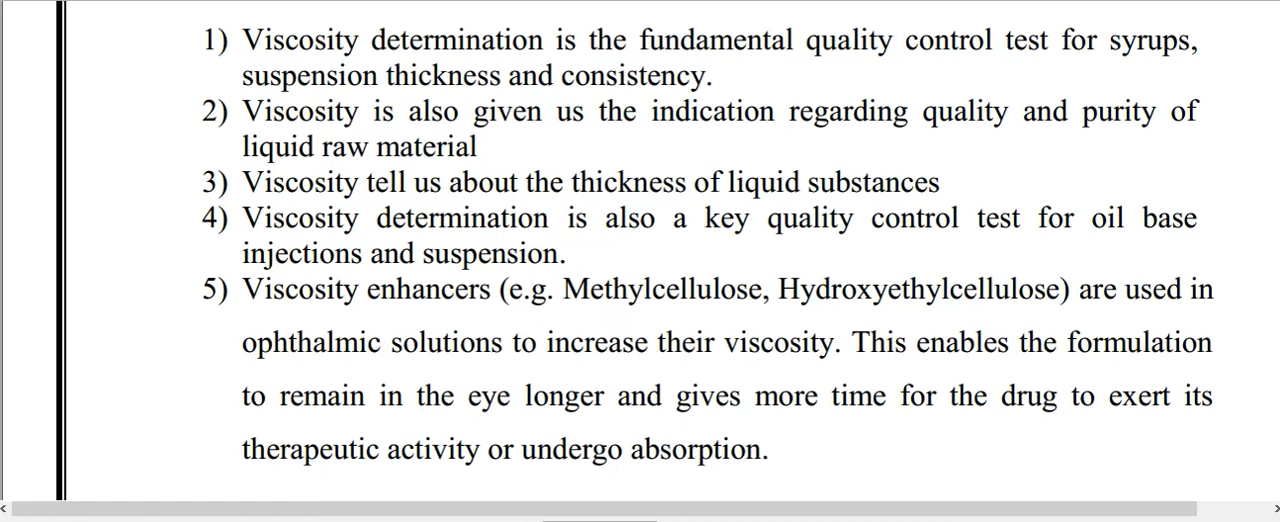 1) Viscosity determination is the fundamental quality control test for syrups,
suspension thickness and consistency.
2) Viscosity is also given us the indication regarding quality and purity of
liquid raw material
3) Viscosity tell us about the thickness of liquid substances
4) Viscosity determination is also a key quality control test for oil base
injections and suspension.
5) Viscosity enhancers (e.g. Methylcellulose, Hydroxyethylcellulose) are used in
ophthalmic solutions to increase their viscosity. This enables the formulation
to remain in the eye longer and gives more time for the drug to exert its
therapeutic activity or undergo absorption.